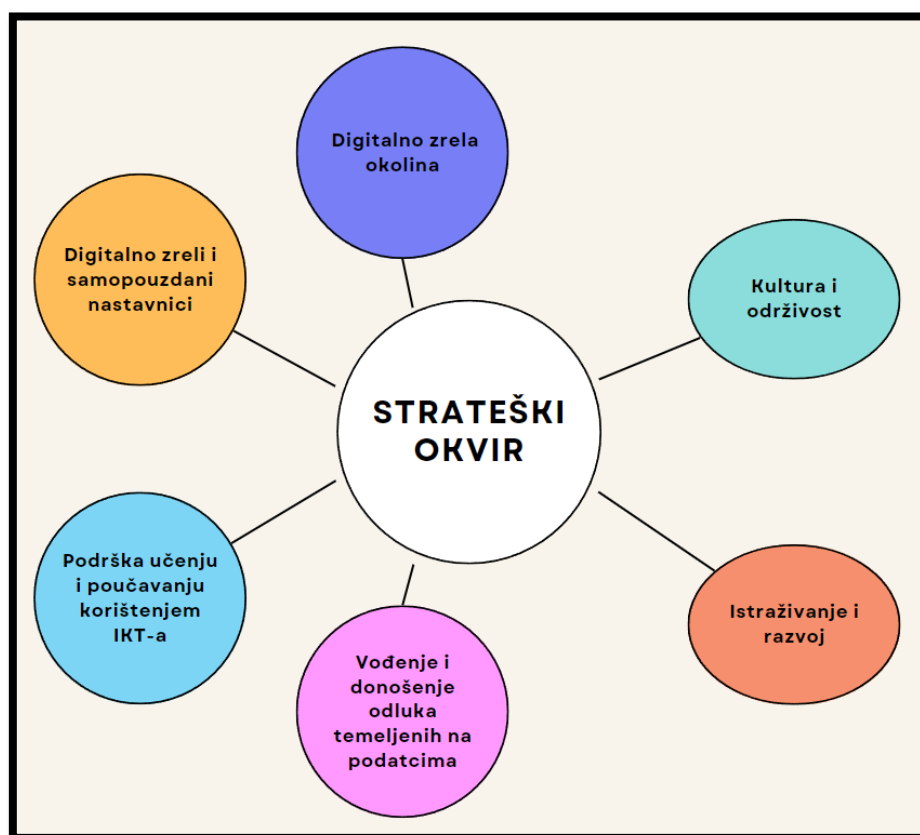 Digitalno zrela
okolina
Digitalno zreli i
samopouzdani
nastavnici
Kultura i
održivost
STRATEŠKI
OKVIR
Podrška učenju
i poučavanju
korištenjem
IKT-a
Istraživanje i
razvoj
Vođenje i
donošenje
odluka
temeljenih na
podatcima